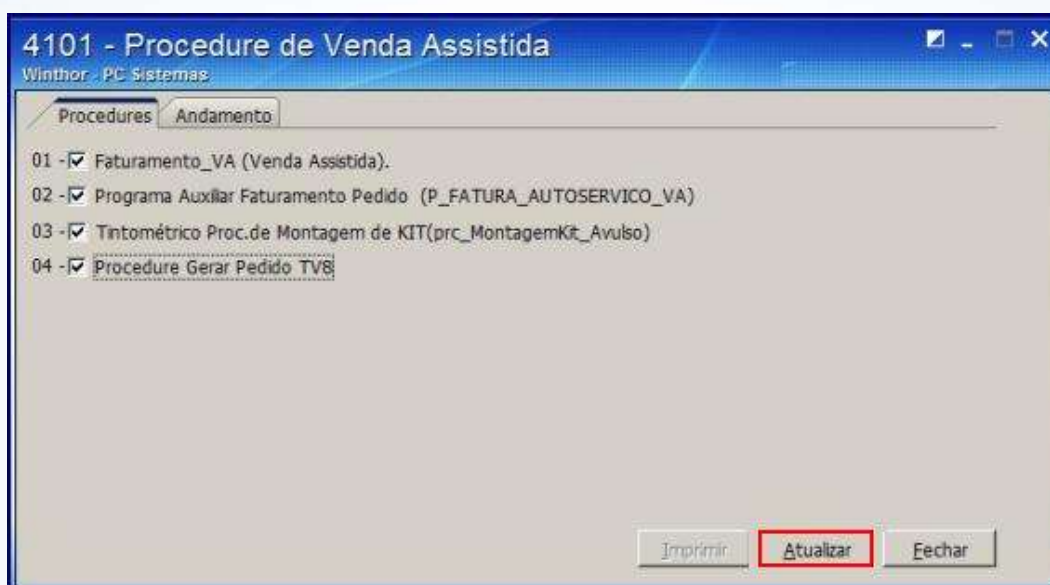 4101 - Procedure de Venda Assistida
Winthor - PC Sistemas
Procedures Andamento
01 - Faturamento_VA (Venda Assistida).
02 - Programa Auxiliar Faturamento Pedido (P_FATURA_AUTOSERVICO_VA)
03 - Tintométrico Proc.de Montagem de KIT(prc_MontagemKit_Avulso)
04 - Procedure Gerar Pedido TV8
Imprimir Atualizar Fechar